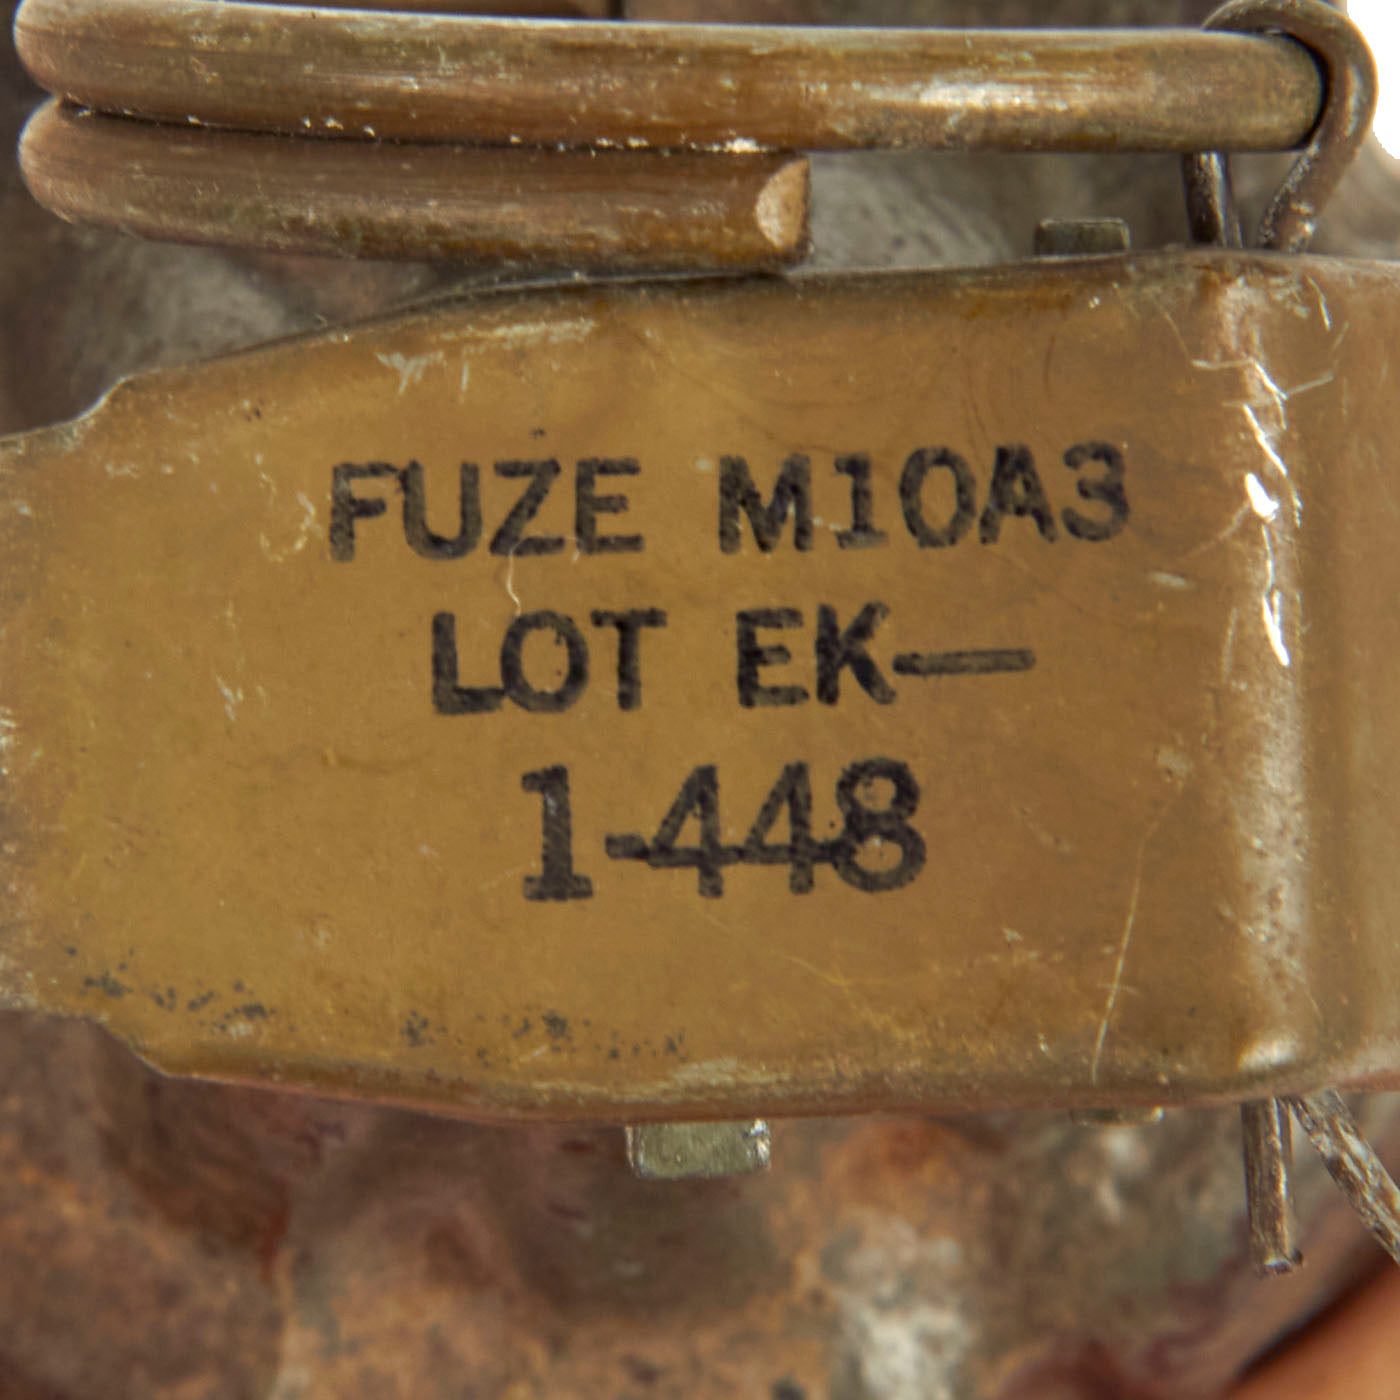 FUZE M10A3
LOT EK—
1-448